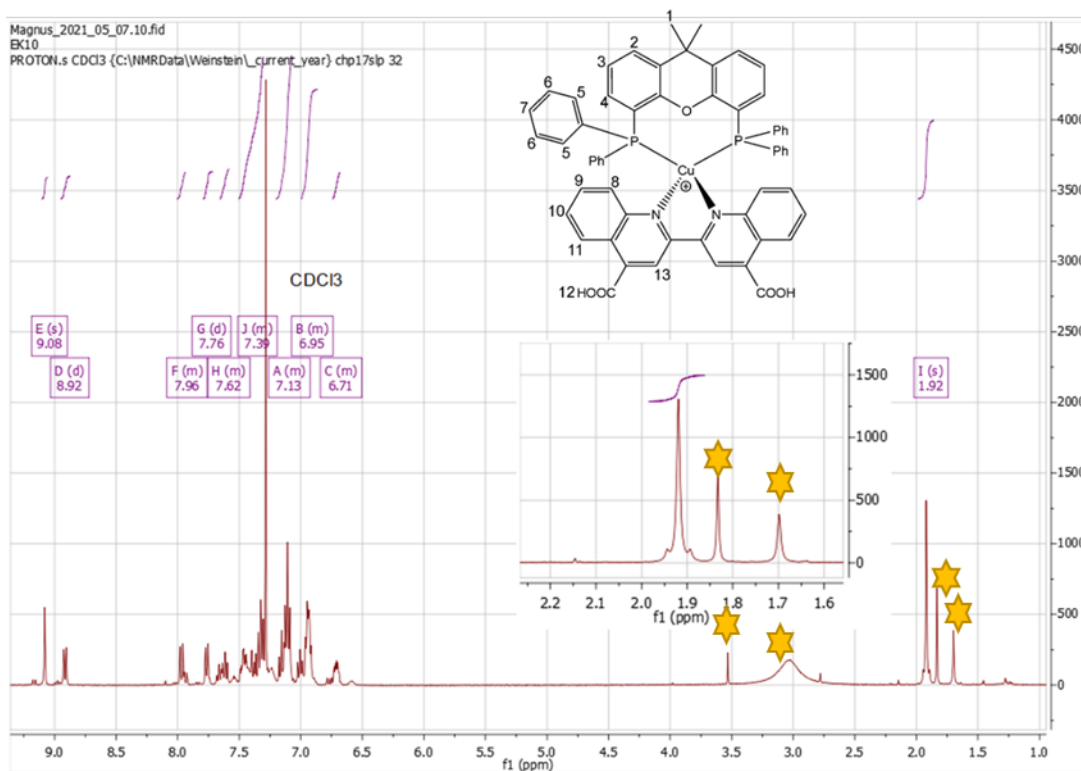 Magnus_2021_05_07.10.fid
EK10
PROTON.s CDCl3 {C:\NMRData\Weinstein\_current_year} chp17slp 32
1
2
3
4
6
5
7
6
5
O
P
P
Ph
Ph
Ph
Cu
⊕
9
8
10
N
N
11
13
12HOOC
COOH
CDCl3
E (s)
9.08
G (d)
7.76
J (m)
7.39
B (m)
6.95
D (d)
8.92
F (m)
7.96
H (m)
7.62
A (m)
7.13
C (m)
6.71
I (s)
1.92
1500
1000
500
0
2.2 2.1 2.0 1.9 1.8 1.7 1.6
f1 (ppm)
4500
4000
3500
3000
2500
2000
1500
1000
500
0
9.0 8.5 8.0 7.5 7.0 6.5 6.0 5.5 5.0 4.5 4.0 3.5 3.0 2.5 2.0 1.5 1.0
f1 (ppm)